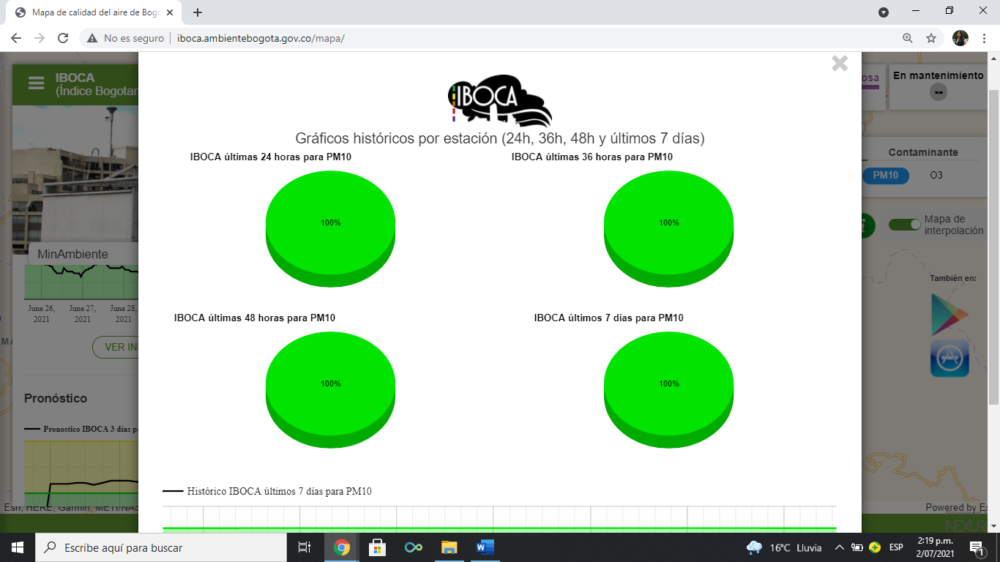 Mapa de calidad del aire de Bogo
No es seguro
iboca.ambientebogota.gov.co/mapa/
IBOCA
(Índice Bogotan
osa
En mantenimiento
--
IBOCA
Gráficos históricos por estación (24h, 36h, 48h y últimos 7 días)
IBOCA últimas 24 horas para PM10
IBOCA últimas 36 horas para PM10
100%
100%
Contaminante
PM10
O3
Mapa de
interpolación
MinAmbiente
June 26,
2021
June 27,
2021
June 28,
2021
También en:
IBOCA últimas 48 horas para PM10
IBOCA últimos 7 días para PM10
100%
100%
MA
VER IN
Pronóstico
Pronostico IBOCA 3 días p
Histórico IBOCA últimos 7 días para PM10
Esri, HERE, Garmin, METI/NAS
Powered by Es
NEXUR
Escribe aquí para buscar
16°C Lluvia
ESP
2:19 p.m.
2/07/2021
1